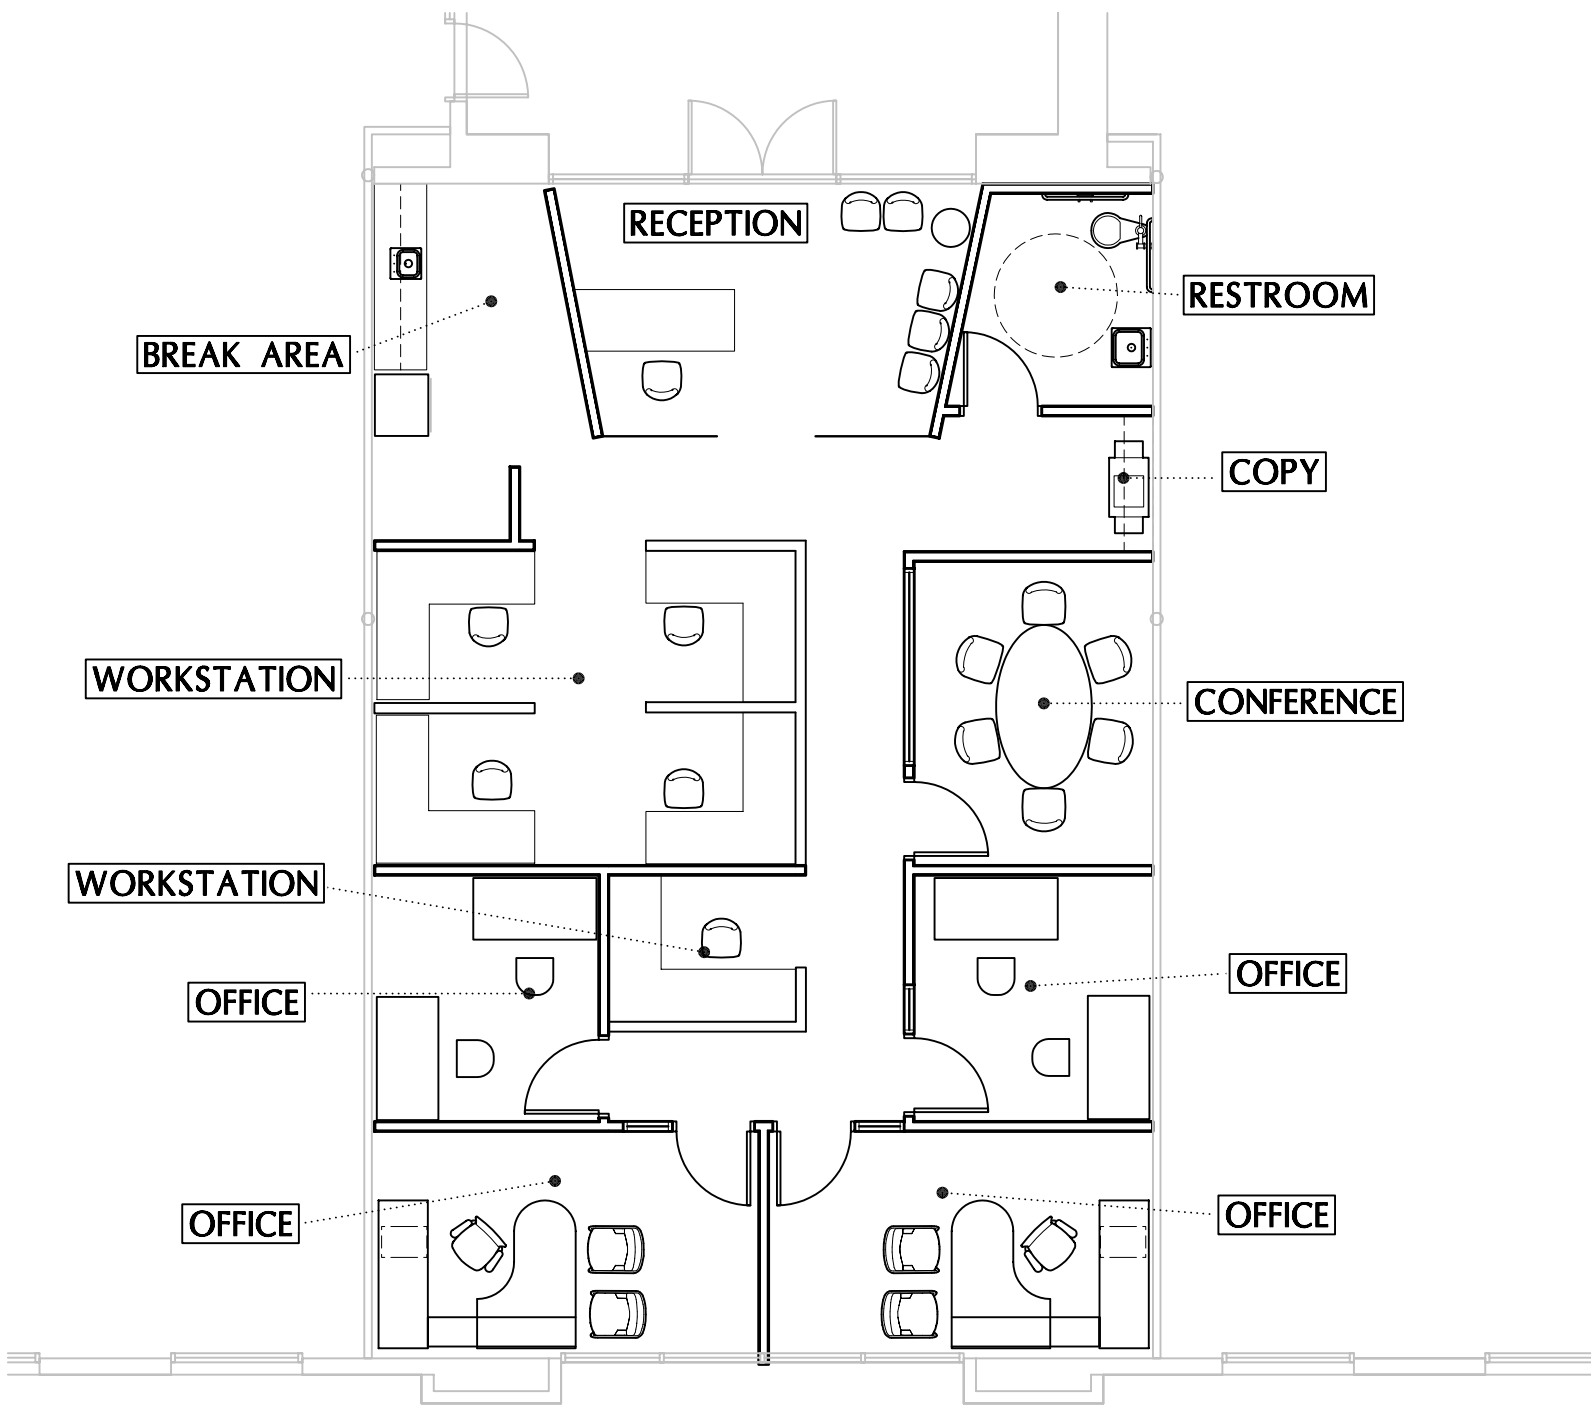 RECEPTION
RESTROOM
BREAK AREA
COPY
WORKSTATION
CONFERENCE
WORKSTATION
OFFICE
OFFICE
OFFICE
OFFICE